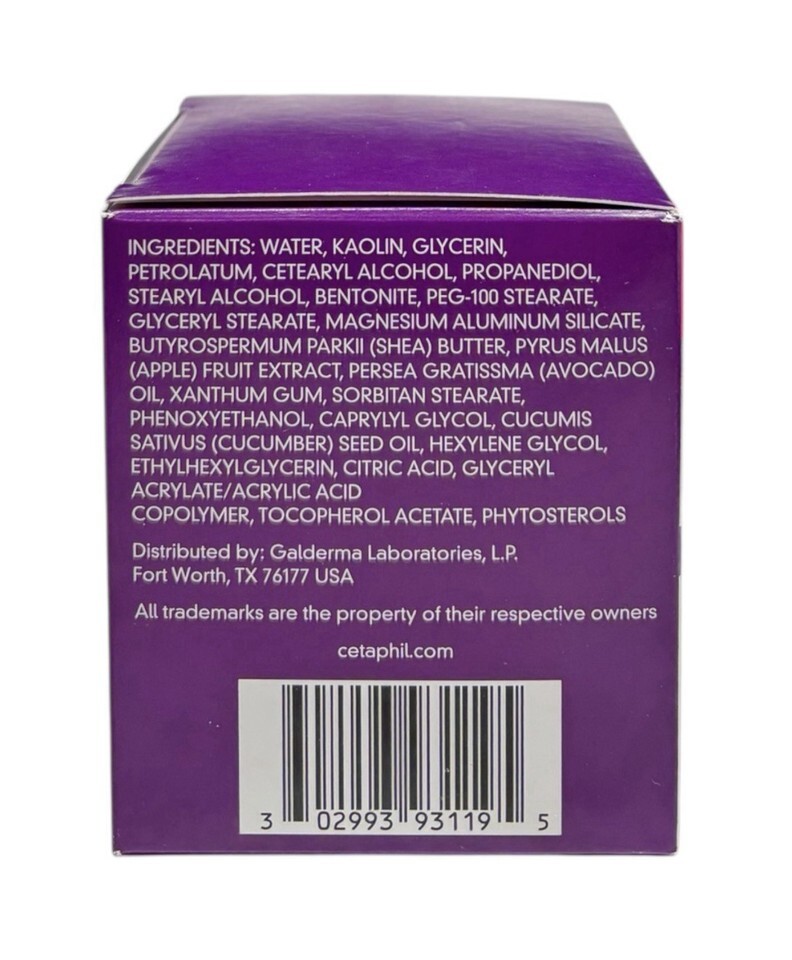 INGREDIENTS: WATER, KAOLIN, GLYCERIN,
PETROLATUM, CETEARYL ALCOHOL, PROPANEDIOL,
STEARYL ALCOHOL, BENTONITE, PEG-100 STEARATE,
GLYCERYL STEARATE, MAGNESIUM ALUMINUM SILICATE,
BUTYROSPERMUM PARKII (SHEA) BUTTER, PYRUS MALUS
(APPLE) FRUIT EXTRACT, PERSEA GRATISSMA (AVOCADO)
OIL, XANTHUM GUM, SORBITAN STEARATE,
PHENOXYETHANOL, CAPRYLYL GLYCOL, CUCUMIS
SATIVUS (CUCUMBER) SEED OIL, HEXYLENE GLYCOL,
ETHYLHEXYLGLYCERIN, CITRIC ACID, GLYCERYL
ACRYLATE/ACRYLIC ACID
COPOLYMER, TOCOPHEROL ACETATE, PHYTOSTEROLS
Distributed by: Galderma Laboratories, L.P.
Fort Worth, TX 76177 USA
All trademarks are the property of their respective owners
cetaphil.com
3 02993 93119 5